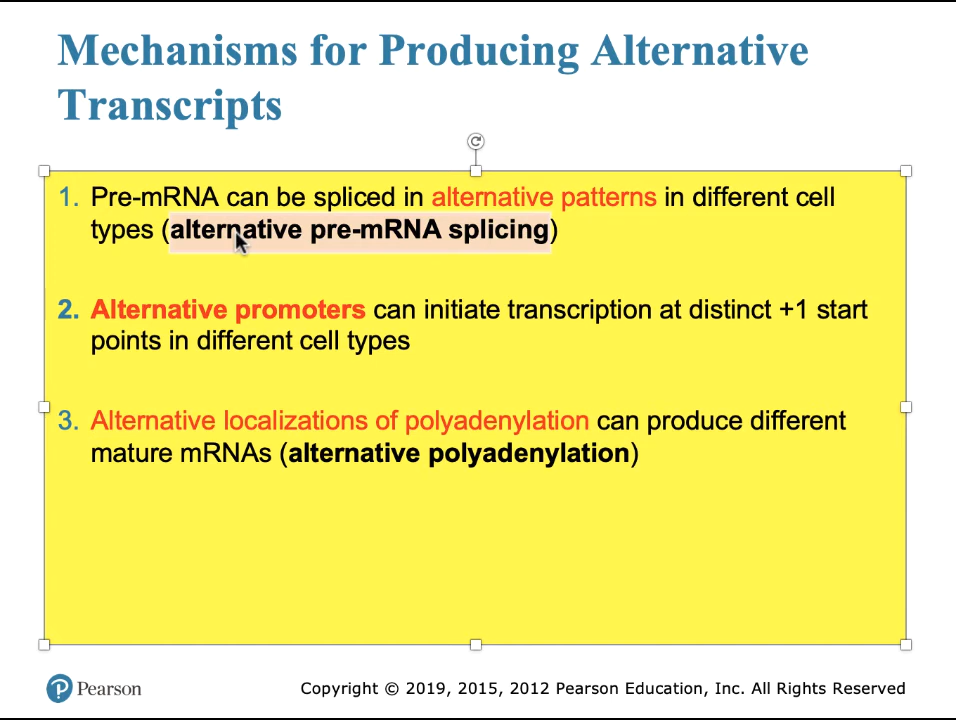 Mechanisms for Producing Alternative
Transcripts
1. Pre-mRNA can be spliced in alternative patterns in different cell
types (alternative pre-mRNA splicing)
2. Alternative promoters can initiate transcription at distinct +1 start
points in different cell types
3. Alternative localizations of polyadenylation can produce different
mature mRNAs (alternative polyadenylation)
Pearson
Copyright © 2019, 2015, 2012 Pearson Education, Inc. All Rights Reserved